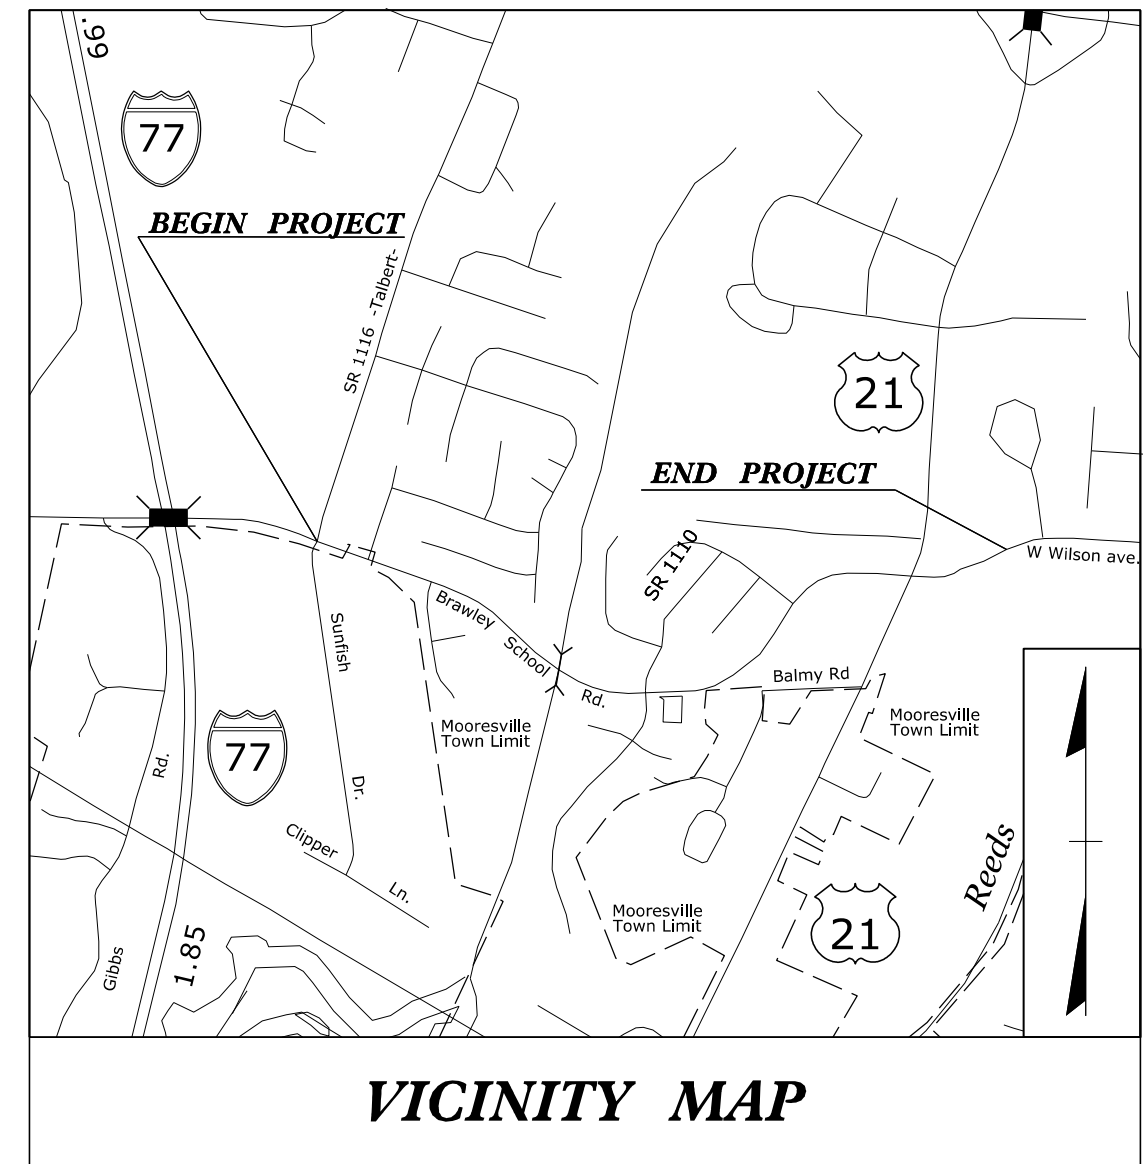 .99
77
BEGIN PROJECT
SR 1116 -Talbert-
21
END PROJECT
SR 1110
W Wilson ave.
Brawley
School
Rd.
Sunfish
Dr.
Balmy Rd
Mooresville
Town Limit
Mooresville
Town Limit
77
Rd.
Gibbs
Clipper
Ln.
Reeds
Mooresville
Town Limit
21
1.85
VICINITY MAP